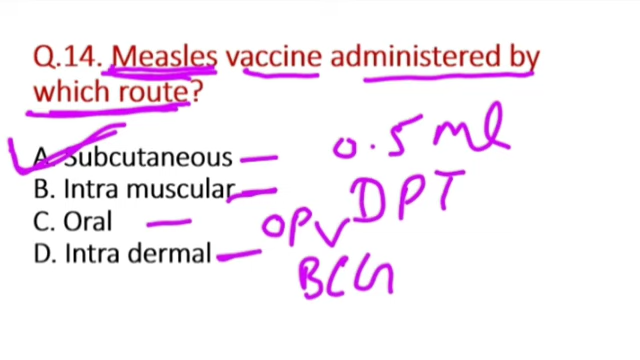 Q.14. Measles vaccine administered by
which route?
A. Subcutaneous 0.5 ml
B. Intra muscular DPT
C. Oral OPV
D. Intra dermal BCG